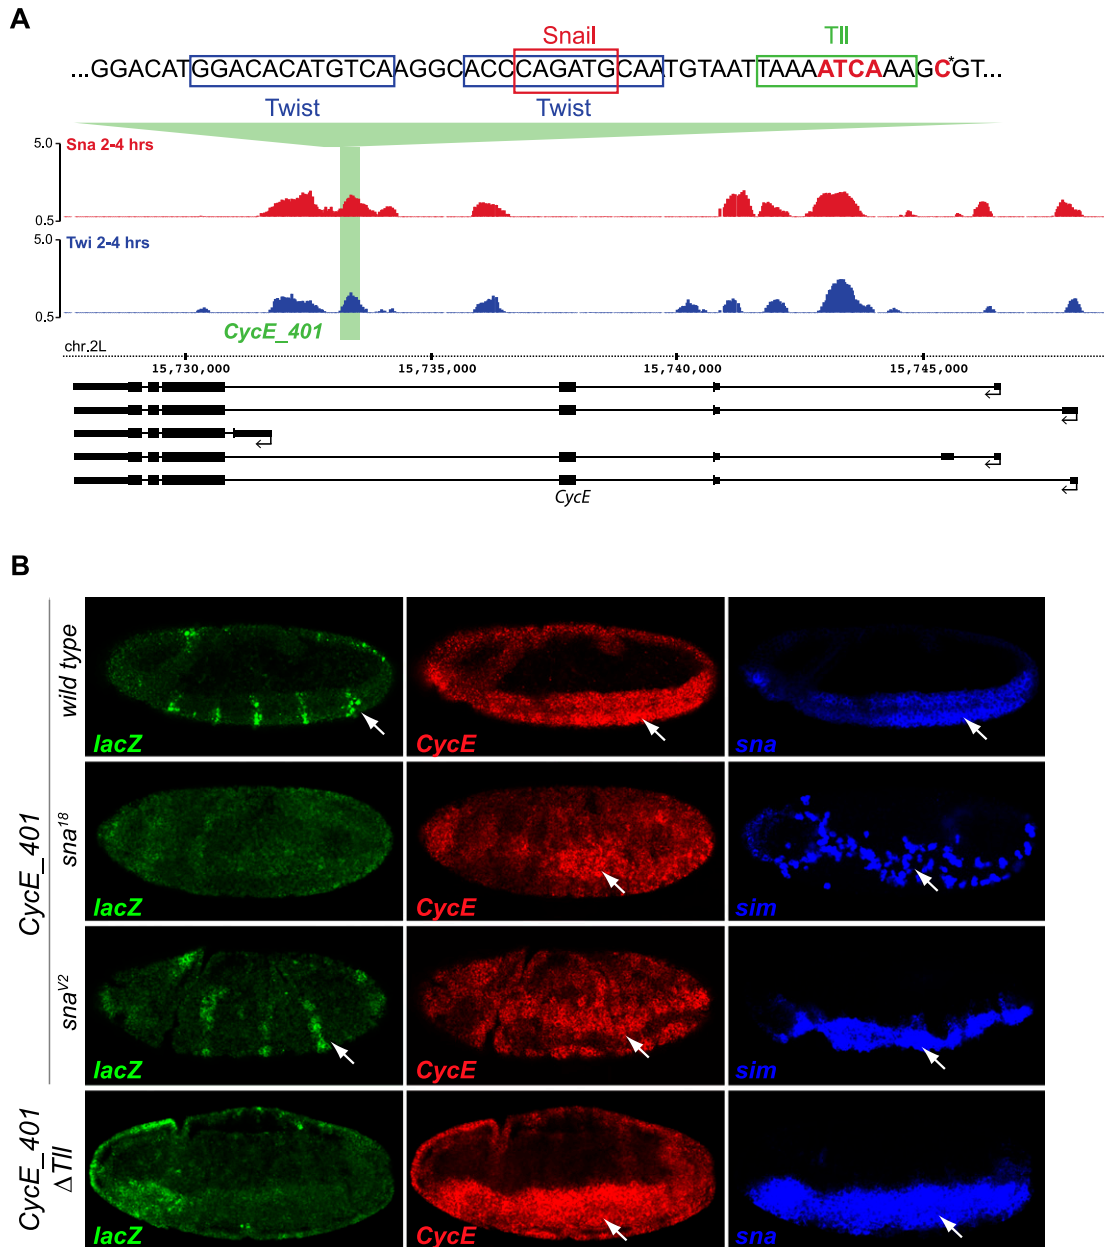 A
Snail
Tll
...GGACATGGACACATGTCAAGGCACCCAGATGCAATGTAATTAAAATCAAAGC*GT...
Twist
Twist
5.0
Sna 2-4 hrs
0.5
5.0
Twi 2-4 hrs
0.5
CycE_401
chr.2L
15,730,000
15,735,000
15,740,000
15,745,000
CycE
B
CycE_401
wild type
lacZ
CycE
sna
sna18
lacZ
CycE
sim
snaV2
lacZ
CycE
sim
CycE_401
Δ Tll
lacZ
CycE
sna